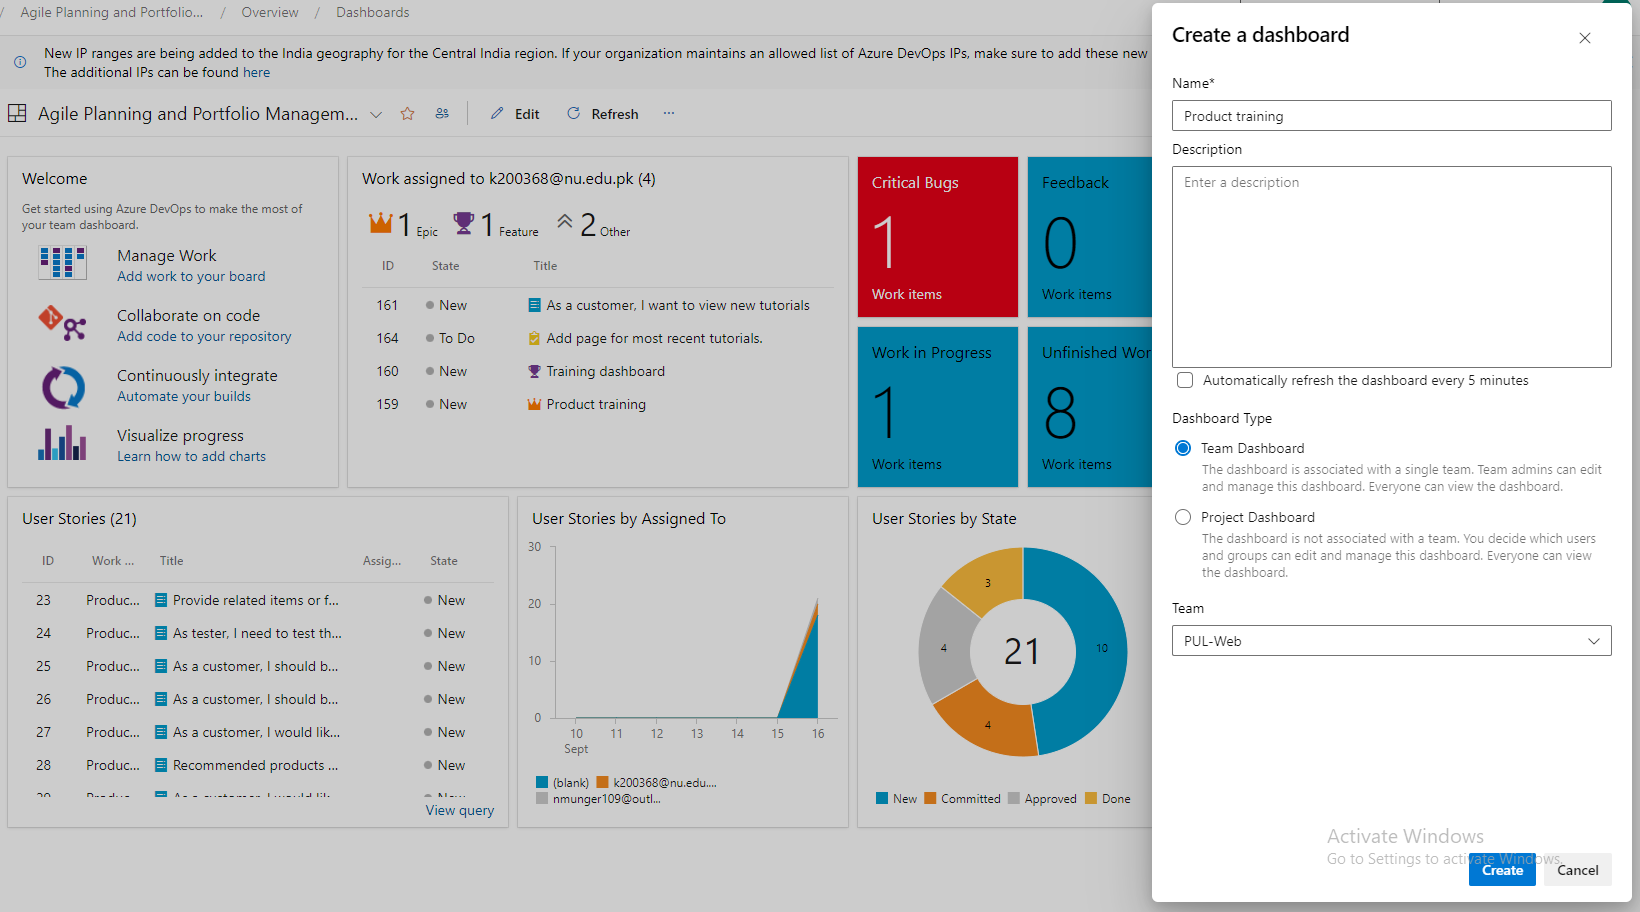 / Agile Planning and Portfolio... / Overview / Dashboards
New IP ranges are being added to the India geography for the Central India region. If your organization maintains an allowed list of Azure DevOps IPs, make sure to add these new
The additional IPs can be found here
Agile Planning and Portfolio Managem... Edit Refresh ...
Welcome
Get started using Azure DevOps to make the most of
your team dashboard.
Manage Work
Add work to your board
Collaborate on code
Add code to your repository
Continuously integrate
Automate your builds
Visualize progress
Learn how to add charts
Work assigned to k200368@nu.edu.pk (4)
1 Epic 1 Feature 2 Other
ID State Title
161 New As a customer, I want to view new tutorials
164 To Do Add page for most recent tutorials.
160 New Training dashboard
159 New Product training
Critical Bugs
1
Work items
Feedback
0
Work items
Work in Progress
1
Work items
Unfinished Wor
8
Work items
User Stories (21)
ID Work ... Title Assig... State
23 Produc... Provide related items or f... New
24 Produc... As tester, I need to test th... New
25 Produc... As a customer, I should b... New
26 Produc... As a customer, I should b... New
27 Produc... As a customer, I would lik... New
28 Produc... Recommended products ... New
View query
User Stories by Assigned To
30
20
10
0
10 11 12 13 14 15 16
Sept
(blank) k200368@nu.edu....
nmunger109@outl...
User Stories by State
3
4
21
10
4
New Committed Approved Done
Create a dashboard
Name*
Product training
Description
Enter a description
Automatically refresh the dashboard every 5 minutes
Dashboard Type
Team Dashboard
The dashboard is associated with a single team. Team admins can edit
and manage this dashboard. Everyone can view the dashboard.
Project Dashboard
The dashboard is not associated with a team. You decide which users
and groups can edit and manage this dashboard. Everyone can view
the dashboard.
Team
PUL-Web
Activate Windows
Go to Settings to activate Windows.
Create Cancel